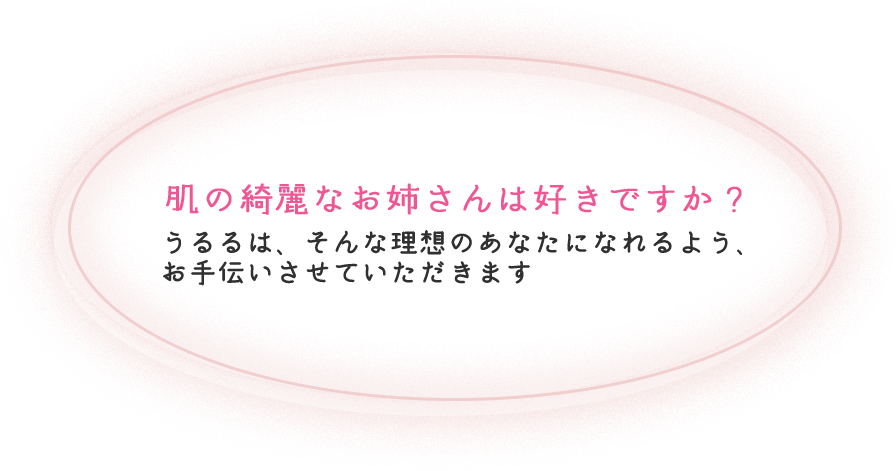 肌の綺麗なお姉さんは好きですか？
うるるは、そんな理想のあなたになれるよう、
お手伝いさせていただきます